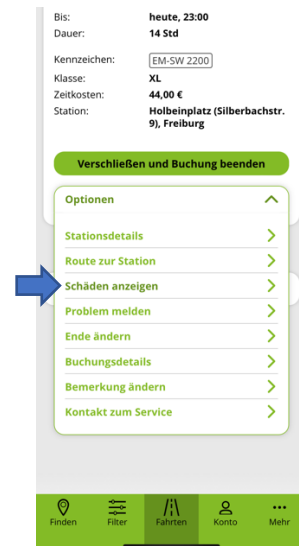 Bis: heute, 23:00
Dauer: 14 Std
Kennzeichen: EM-SW 2200
Klasse: XL
Zeitkosten: 44,00 €
Station: Holbeinplatz (Silberbachstr.
9), Freiburg
Verschließen und Buchung beenden
Optionen
Stationsdetails
Route zur Station
Schäden anzeigen
Problem melden
Ende ändern
Buchungsdetails
Bemerkung ändern
Kontakt zum Service
Finden Filter Fahrten Konto Mehr